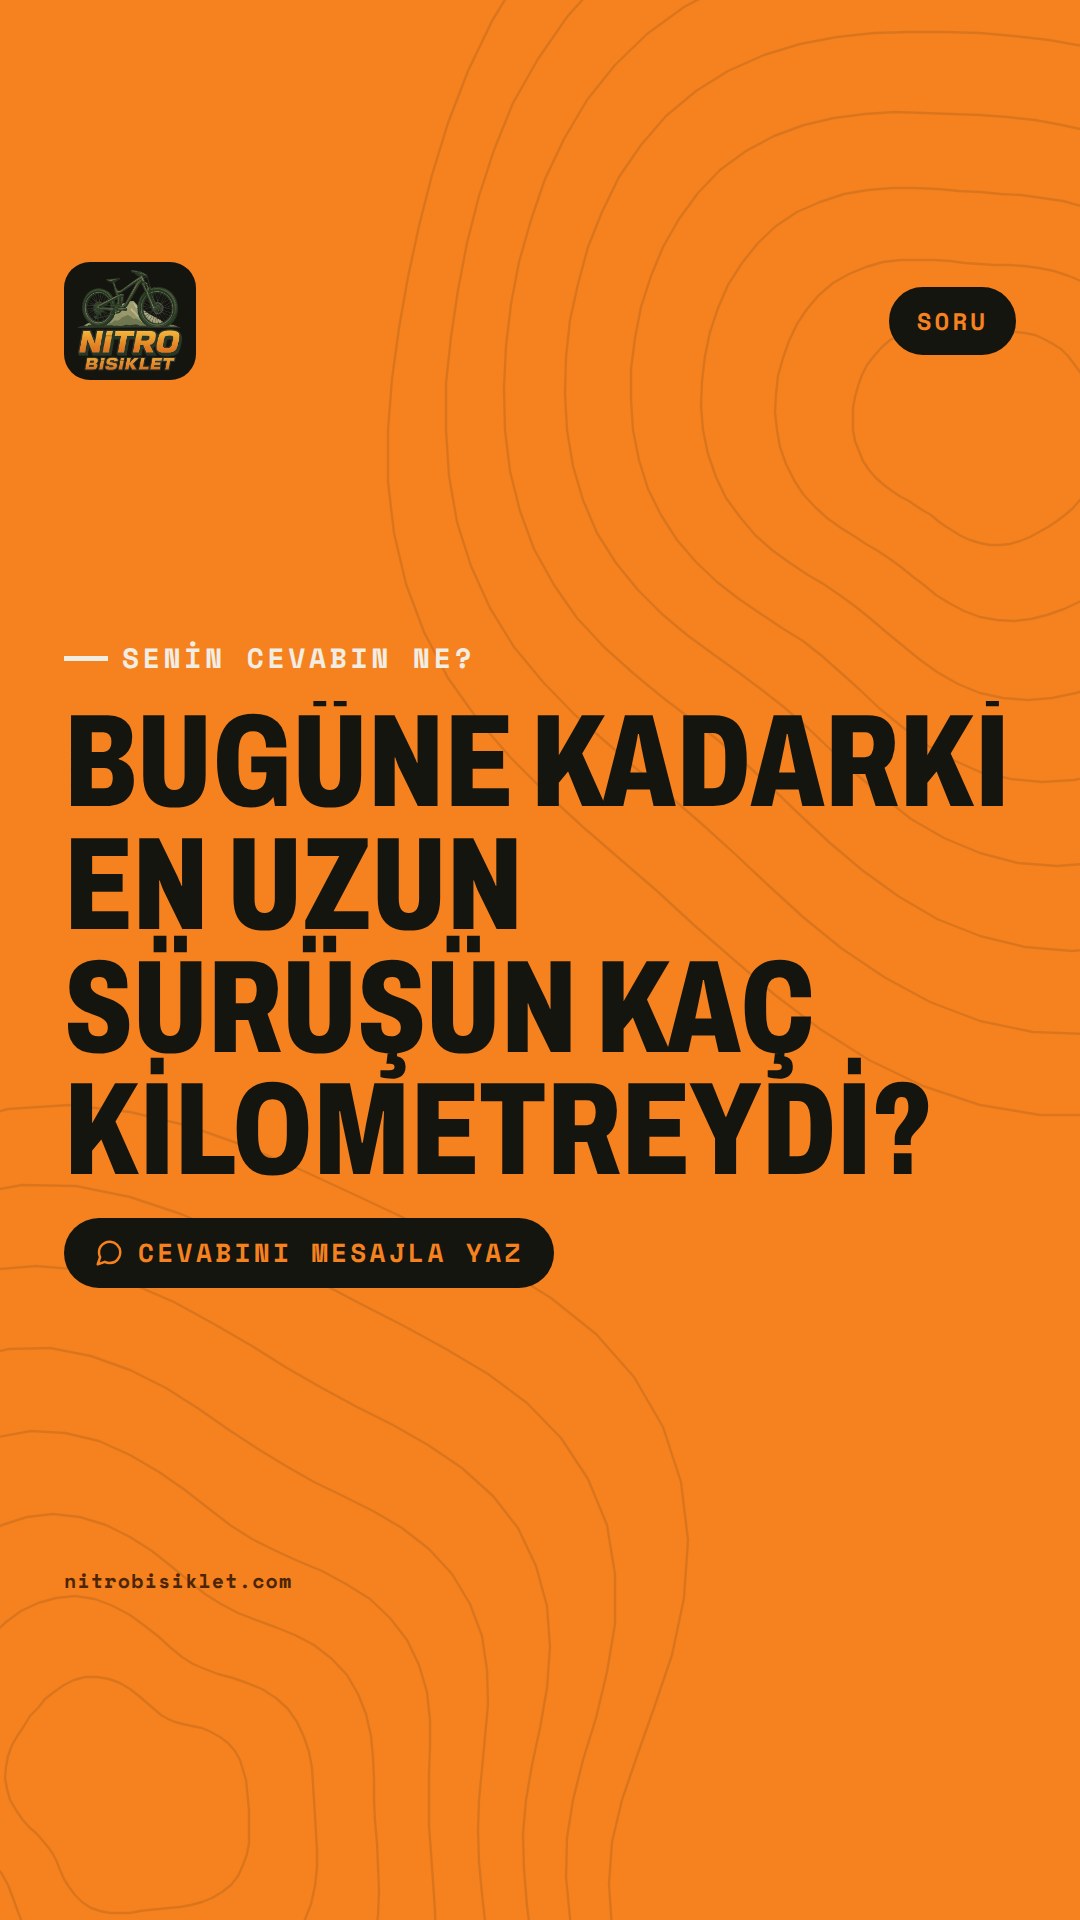 NiTRO
BiSiKLET
SORU
SENİN CEVABIN NE?
BUGÜNE KADARKİ
EN UZUN
SÜRÜŞÜN KAÇ
KİLOMETREYDİ?
CEVABINI MESAJLA YAZ
nitrobisiklet.com